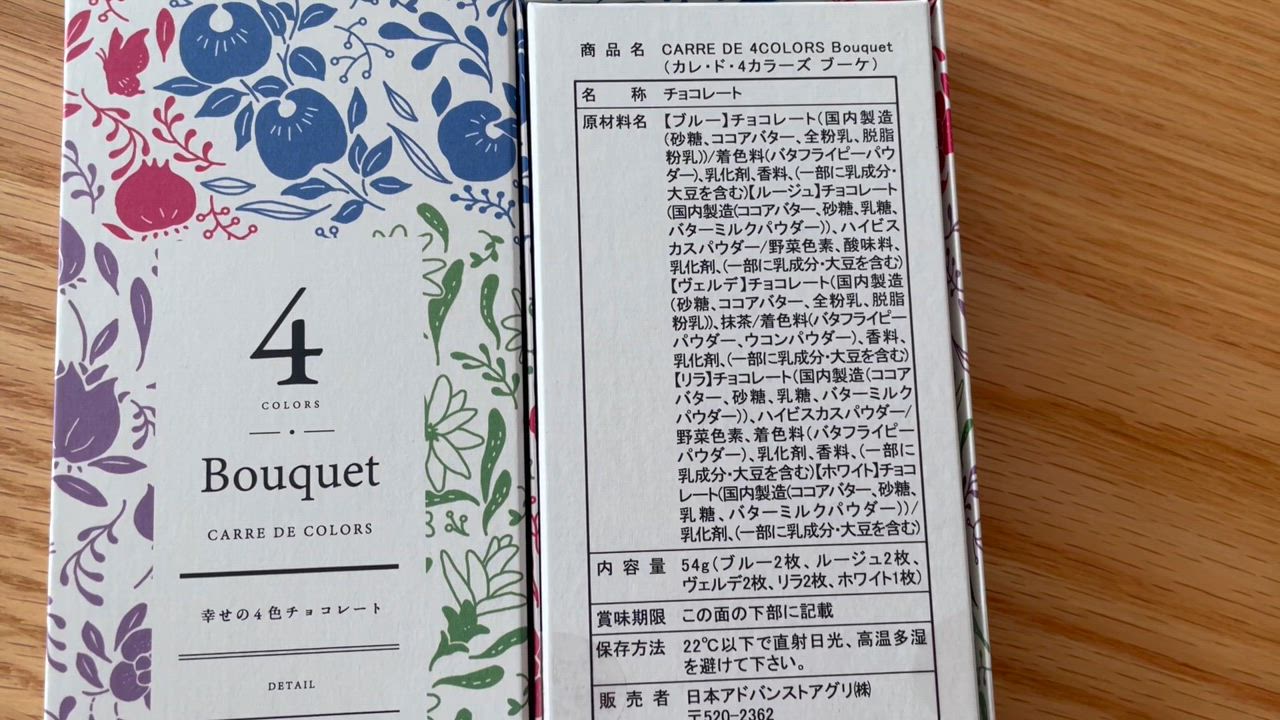 4
COLORS
Bouquet
CARRE DE COLORS
幸せの4色チョコレート
DETAIL
商品名 CARRE DE 4COLORS Bouquet
(カレ・ド・4カラーズ ブーケ)
名 称 チョコレート
原材料名 【ブルー】チョコレート(国内製造
(砂糖、ココアバター、全粉乳、脱脂
粉乳))/着色料(バタフライピーパウ
ダー)、乳化剤、香料、(一部に乳成分・
大豆を含む)【ルージュ】チョコレート
(国内製造(ココアバター、砂糖、乳糖、
バターミルクパウダー))、ハイビス
カスパウダー/野菜色素、酸味料、
乳化剤、(一部に乳成分・大豆を含む)
【ヴェルデ】チョコレート(国内製造
(砂糖、ココアバター、全粉乳、脱脂
粉乳))、抹茶/着色料(バタフライピー
パウダー、ウコンパウダー)、香料、
乳化剤、(一部に乳成分・大豆を含む)
【リラ】チョコレート(国内製造(ココア
バター、砂糖、乳糖、バターミルク
パウダー))、ハイビスカスパウダー/
野菜色素、着色料(バタフライピー
パウダー)、乳化剤、香料、(一部に
乳成分・大豆を含む)【ホワイト】チョコ
レート(国内製造(ココアバター、砂糖、
乳糖、バターミルクパウダー))/
乳化剤、(一部に乳成分・大豆を含む)
内容量 54g(ブルー2枚、ルージュ2枚、
ヴェルデ2枚、リラ2枚、ホワイト1枚)
賞味期限 この面の下部に記載
保存方法 22℃以下で直射日光、高温多湿
を避けて下さい。
販売者 日本アドバンストアグリ㈱
〒520-2362